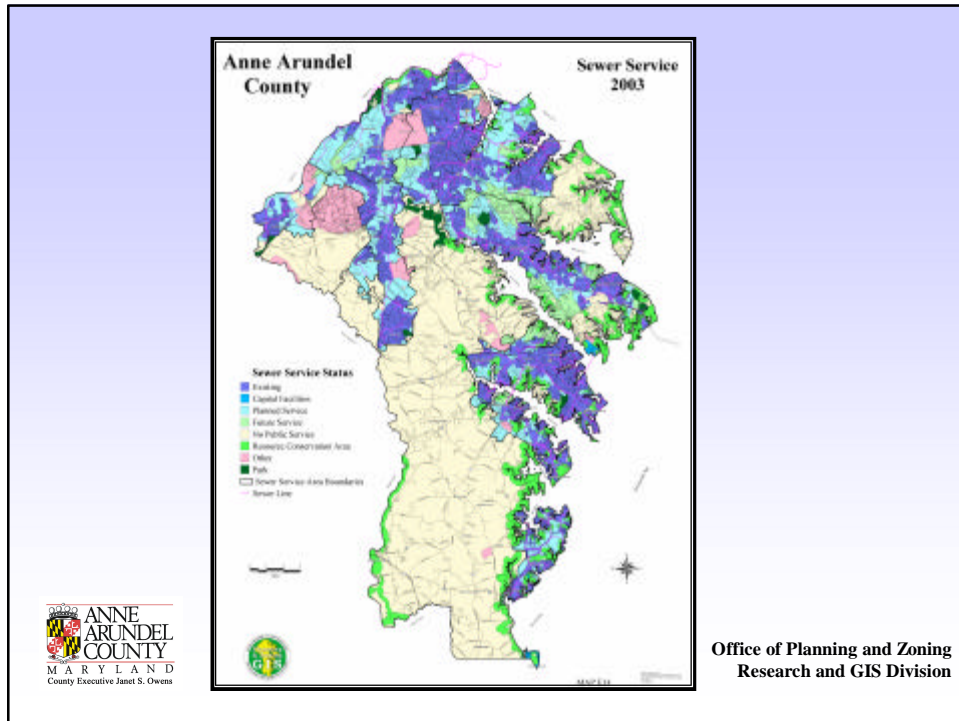 Anne Arundel
County
Sewer Service
2003
Sewer Service Status
Existing
Capital Facilities
Planned Service
Future Service
No Public Service
Resource Conservation Area
Other
Park
Sewer Service Area Boundaries
Sewer Line
GIS
ANNE
ARUNDEL
COUNTY
MARYLAND
County Executive Janet S. Owens
Office of Planning and Zoning
Research and GIS Division